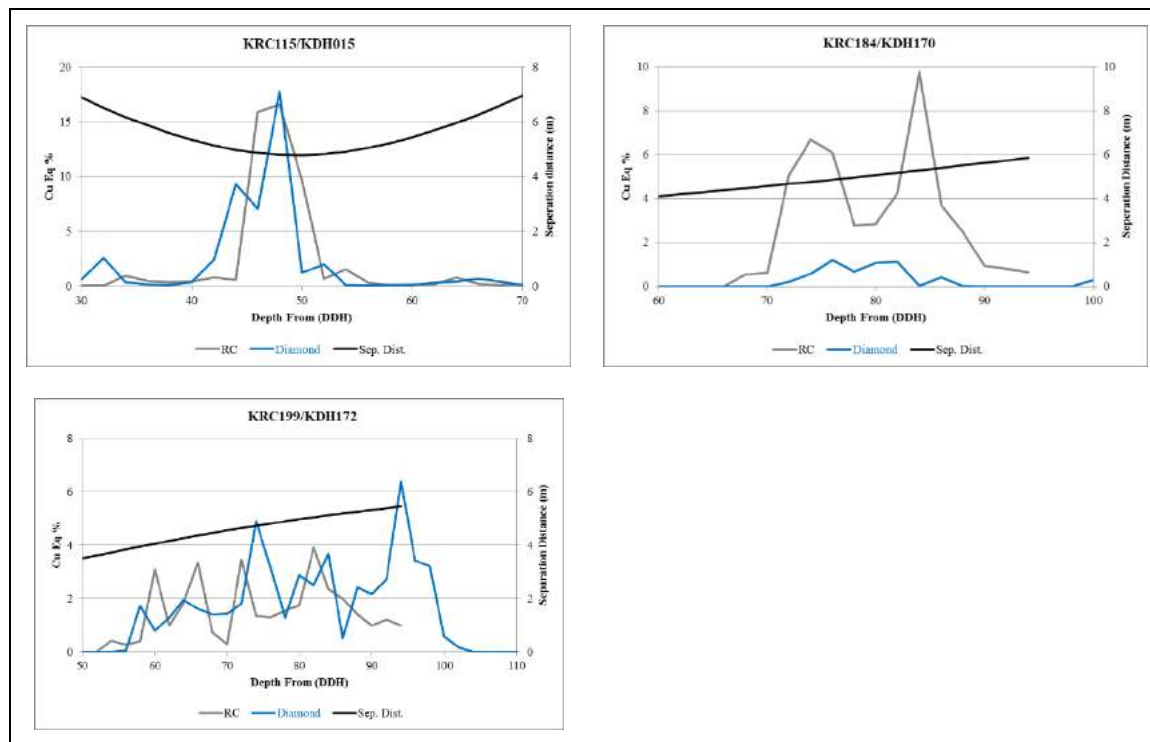 KRC115/KDH015
20
15
10
5
0
Cu Eq %
8
6
4
2
0
Seperation distance (m)
30
40
50
60
70
Depth From (DDH)
RC
Diamond
Sep. Dist.
KRC184/KDH170
10
8
6
4
2
0
Cu Eq %
10
8
6
4
2
0
Separation Distance (m)
60
70
80
90
100
Depth From (DDH)
RC
Diamond
Sep. Dist.
KRC199/KDH172
8
6
4
2
0
Cu Eq %
8
6
4
2
0
Separation Distance (m)
50
60
70
80
90
100
110
Depth From (DDH)
RC
Diamond
Sep. Dist.